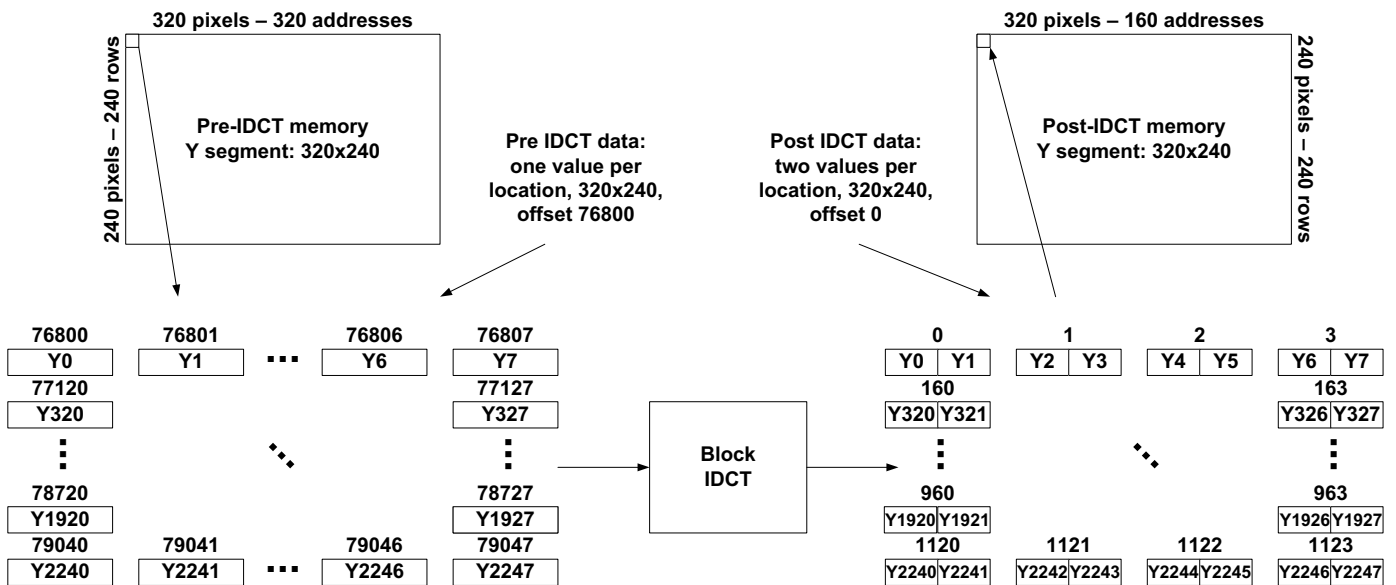 320 pixels – 320 addresses
240 pixels – 240 rows
Pre-IDCT memory
Y segment: 320x240
Pre IDCT data:
one value per
location, 320x240,
offset 76800
320 pixels – 160 addresses
240 pixels – 240 rows
Post-IDCT memory
Y segment: 320x240
Post IDCT data:
two values per
location, 320x240,
offset 0
76800 76801 76806 76807
Y0 Y1 ... Y6 Y7
77120 77127
Y320 Y327
78720 78727
Y1920 Y1927
79040 79041 79046 79047
Y2240 Y2241 ... Y2246 Y2247
Block
IDCT
0 1 2 3
Y0 Y1 Y2 Y3 Y4 Y5 Y6 Y7
160 163
Y320 Y321 Y326 Y327
960 963
Y1920 Y1921 Y1926 Y1927
1120 1121 1122 1123
Y2240 Y2241 Y2242 Y2243 Y2244 Y2245 Y2246 Y2247